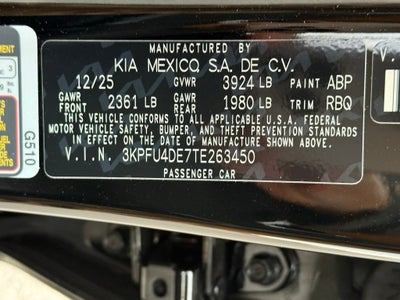 MANUFACTURED BY
KIA MEXICO, S.A. DE C.V.
12/25 GVWR 3924 LB PAINT ABP
GAWR FRONT 2361 LB GAWR REAR 1980 LB TRIM RBQ
THIS VEHICLE CONFORMS TO ALL APPLICABLE U.S.A. FEDERAL
MOTOR VEHICLE SAFETY, BUMPER, AND THEFT PREVENTION STANDARDS
IN EFFECT ON THE DATE OF MANUFACTURE SHOWN ABOVE.
V.I.N. 3KPFU4DE7TE263450
PASSENGER CAR
G510
V.